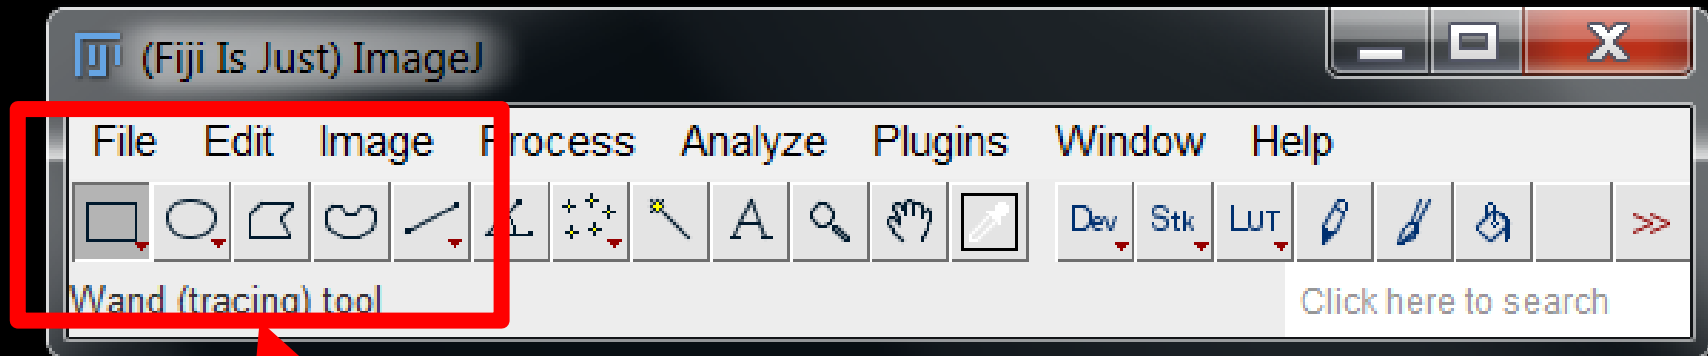 (Fiji Is Just) ImageJ
File Edit Image Process Analyze Plugins Window Help
A Dev Stk LUT >>
Wand (tracing) tool Click here to search